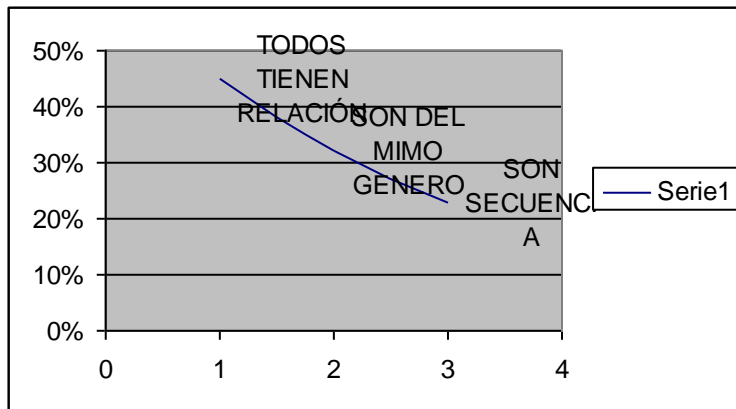 50%
40%
30%
20%
10%
0%
TODOS
TIENEN
RELACIÓN
SON DEL
MIMO
GENERO
SON
SECUENC
A
0 1 2 3 4
Serie1